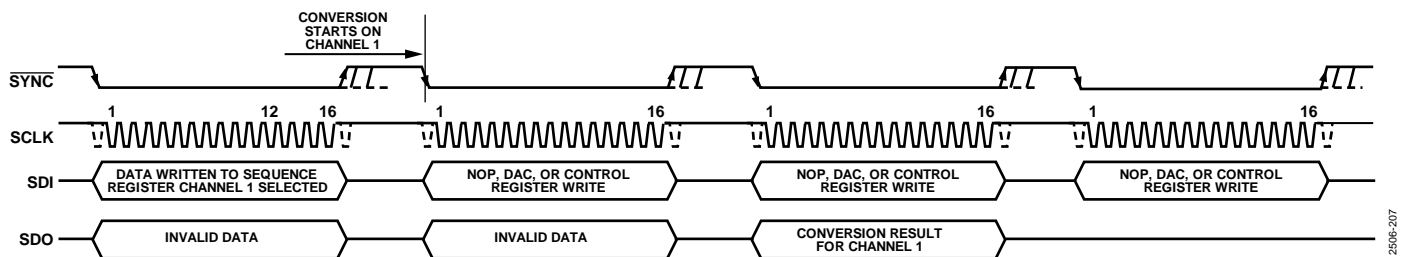 CONVERSION
STARTS ON
CHANNEL 1
SYNC
1 12 16 1 16 1 16 1 16
SCLK
SDI
DATA WRITTEN TO SEQUENCE
REGISTER CHANNEL 1 SELECTED
NOP, DAC, OR CONTROL
REGISTER WRITE
NOP, DAC, OR CONTROL
REGISTER WRITE
NOP, DAC, OR CONTROL
REGISTER WRITE
SDO
INVALID DATA
INVALID DATA
CONVERSION RESULT
FOR CHANNEL 1
2506-207